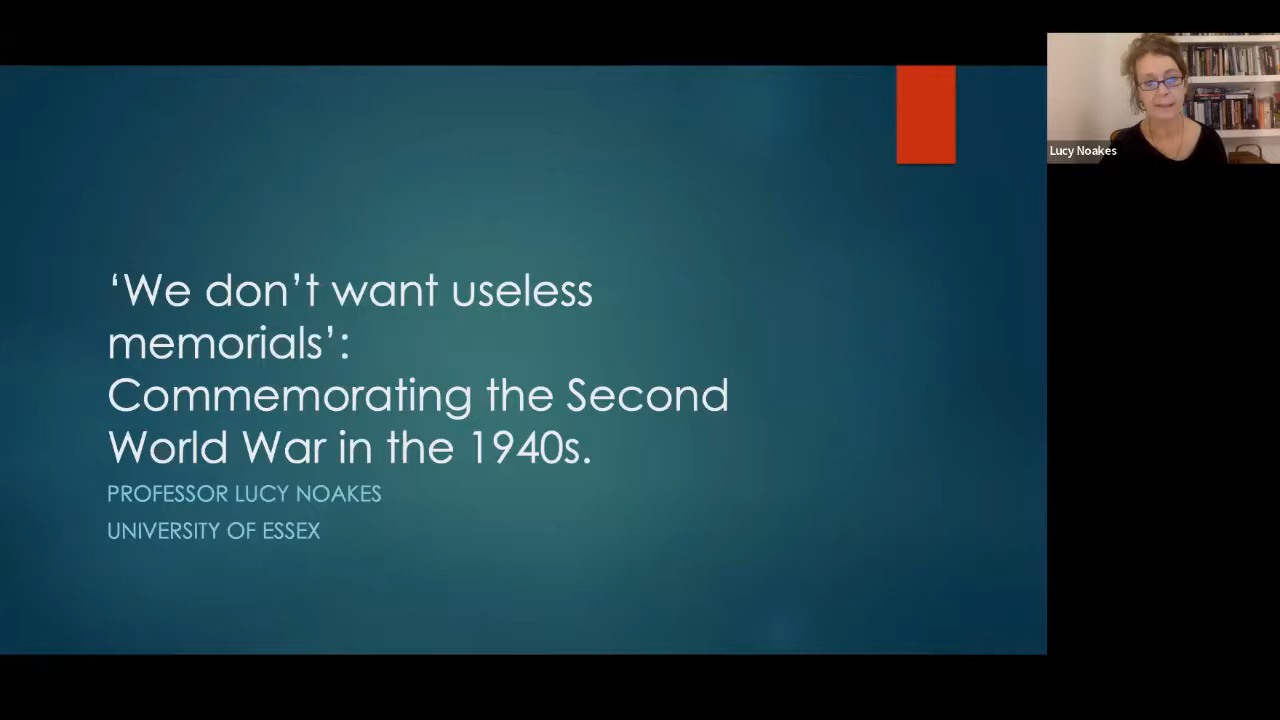 ‘We don’t want useless
memorials’:
Commemorating the Second
World War in the 1940s.
PROFESSOR LUCY NOAKES
UNIVERSITY OF ESSEX
Lucy Noakes